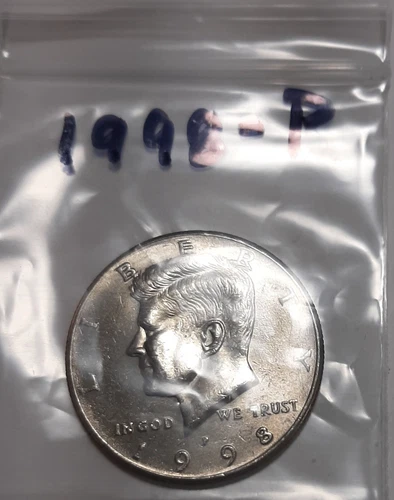 1998-P
LIBERTY
IN GOD WE TRUST
P
1998